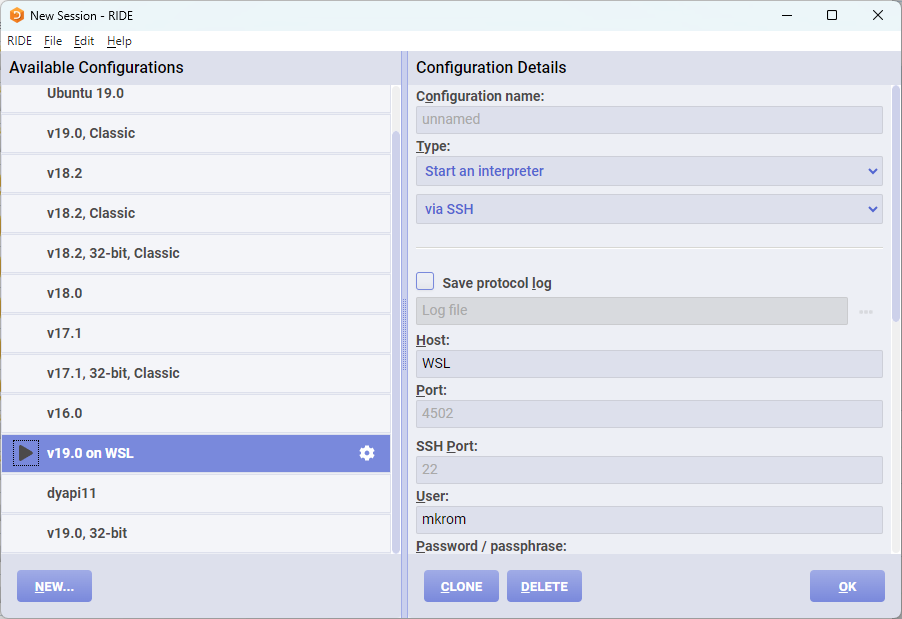 New Session - RIDE
RIDE File Edit Help
Available Configurations
Ubuntu 19.0
v19.0, Classic
v18.2
v18.2, Classic
v18.2, 32-bit, Classic
v18.0
v17.1
v17.1, 32-bit, Classic
v16.0
v19.0 on WSL
dyapi11
v19.0, 32-bit
NEW...
Configuration Details
Configuration name:
unnamed
Type:
Start an interpreter
via SSH
Save protocol log
Log file
Host:
WSL
Port:
4502
SSH Port:
22
User:
mkrom
Password / passphrase:
CLONE DELETE OK